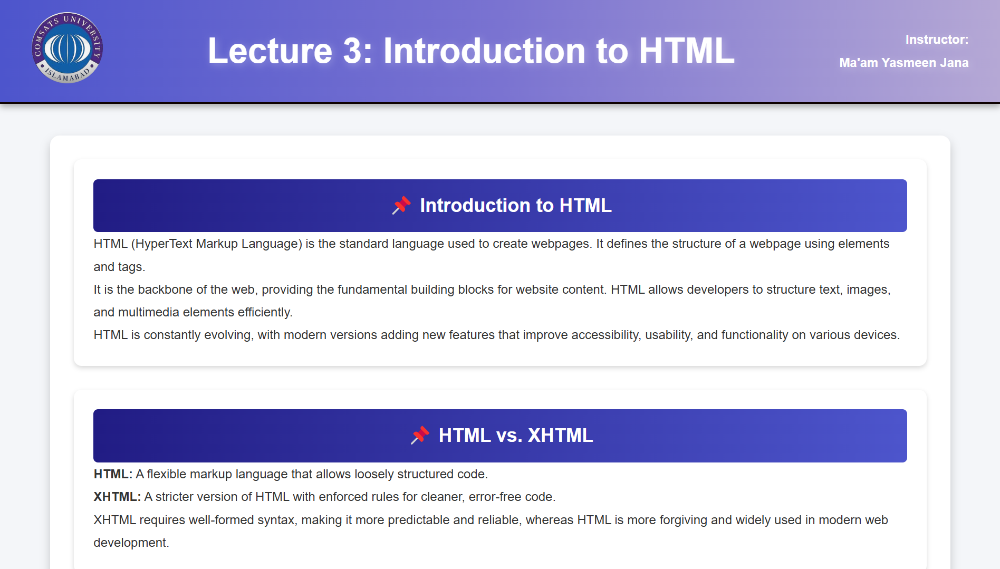 COMSATS UNIVERSITY
ISLAMABAD
Lecture 3: Introduction to HTML
Instructor:
Ma'am Yasmeen Jana
📌 Introduction to HTML
HTML (HyperText Markup Language) is the standard language used to create webpages. It defines the structure of a webpage using elements
and tags.
It is the backbone of the web, providing the fundamental building blocks for website content. HTML allows developers to structure text, images,
and multimedia elements efficiently.
HTML is constantly evolving, with modern versions adding new features that improve accessibility, usability, and functionality on various devices.
📌 HTML vs. XHTML
HTML: A flexible markup language that allows loosely structured code.
XHTML: A stricter version of HTML with enforced rules for cleaner, error-free code.
XHTML requires well-formed syntax, making it more predictable and reliable, whereas HTML is more forgiving and widely used in modern web
development.